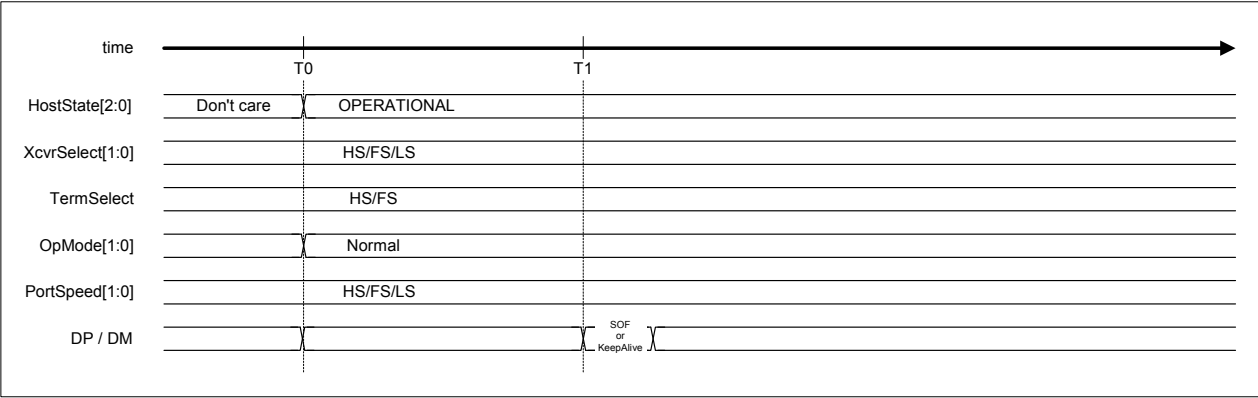 time
T0 T1
HostState[2:0] Don't care OPERATIONAL
XcvrSelect[1:0] HS/FS/LS
TermSelect HS/FS
OpMode[1:0] Normal
PortSpeed[1:0] HS/FS/LS
DP / DM
SOF
or
KeepAlive